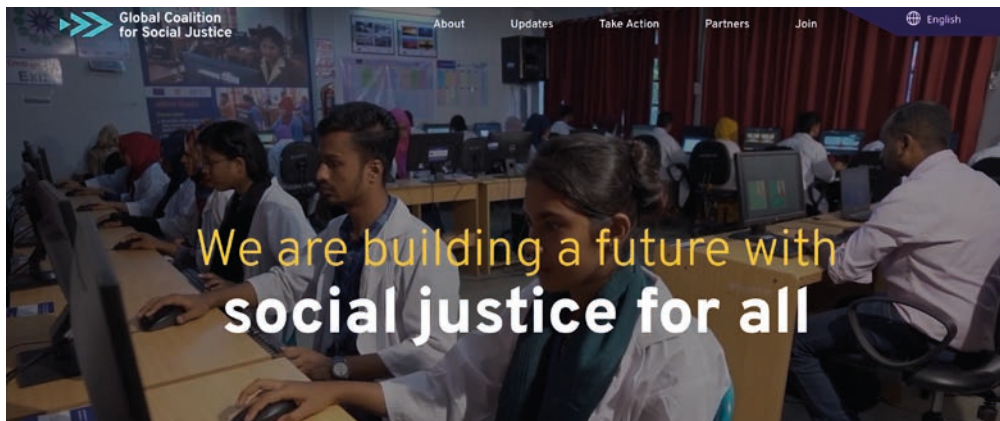 Global Coalition
for Social Justice
About Updates Take Action Partners Join English
We are building a future with
social justice for all